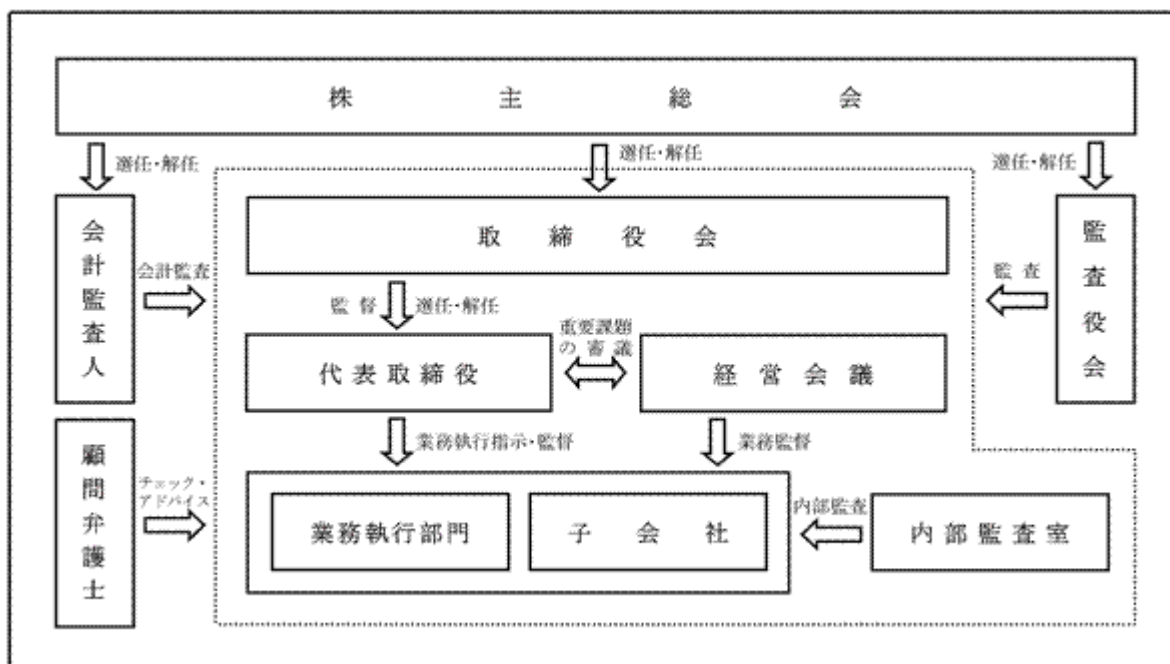 株主総会
選任・解任
選任・解任
選任・解任
会計監査人
取締役会
監査役会
会計監査
監査
監督
選任・解任
重要課題
の審議
代表取締役
経営会議
顧問弁護士
業務執行指示・監督
業務監督
チェック・
アドバイス
業務執行部門
子会社
内部監査
内部監査室